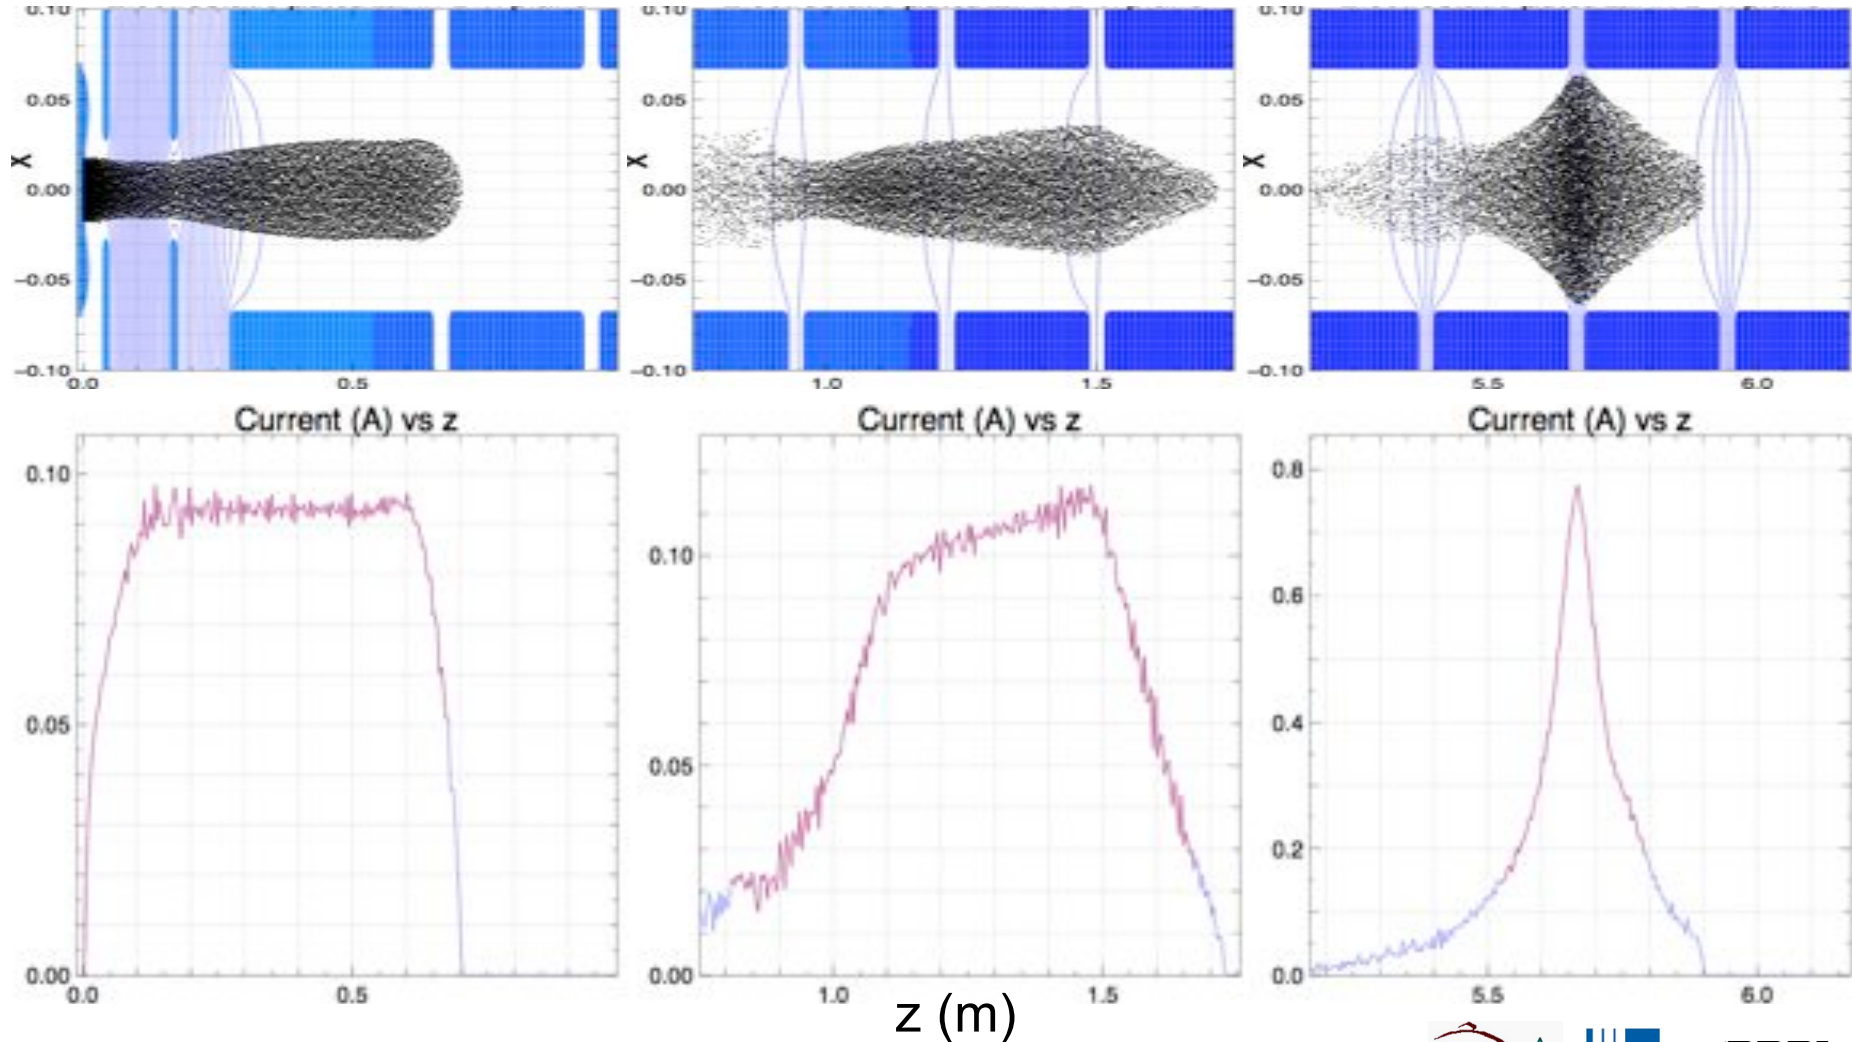 0.10 0.10 0.10
0.05 0.05 0.05
X X X
0.00 0.00 0.00
−0.05 −0.05 −0.05
−0.10 −0.10 −0.10
0.0 0.5 1.0 1.5 5.5 6.0
Current (A) vs z Current (A) vs z Current (A) vs z
0.10 0.8
0.10 0.6
0.05 0.4
0.05 0.2
0.00 0.00 0.0
0.0 0.5 1.0 1.5 5.5 6.0
z (m)